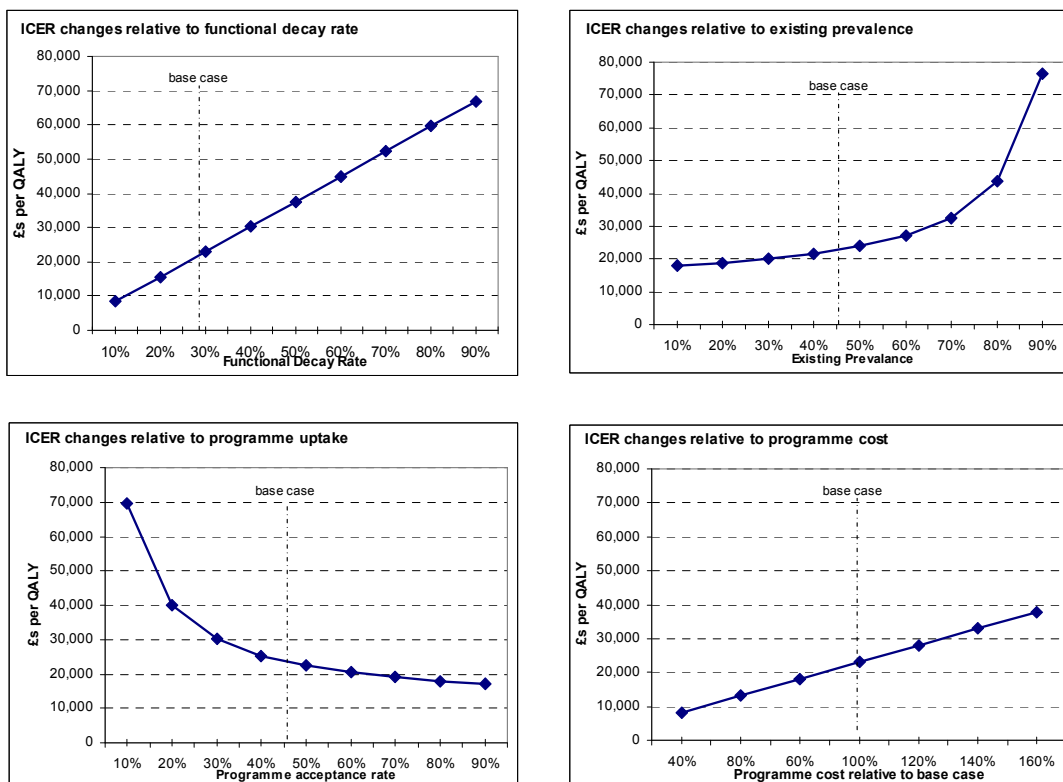 ICER changes relative to functional decay rate
80,000
70,000
60,000
50,000
40,000
30,000
20,000
10,000
0
£s per QALY
base case
10% 20% 30% 40% 50% 60% 70% 80% 90%
Functional Decay Rate
ICER changes relative to existing prevalence
80,000
70,000
60,000
50,000
40,000
30,000
20,000
10,000
0
£s per QALY
base case
10% 20% 30% 40% 50% 60% 70% 80% 90%
Existing Prevalance
ICER changes relative to programme uptake
80,000
70,000
60,000
50,000
40,000
30,000
20,000
10,000
0
£s per QALY
base case
10% 20% 30% 40% 50% 60% 70% 80% 90%
Programme acceptance rate
ICER changes relative to programme cost
80,000
70,000
60,000
50,000
40,000
30,000
20,000
10,000
0
£s per QALY
base case
40% 80% 60% 100% 120% 140% 160%
Programme cost relative to base case